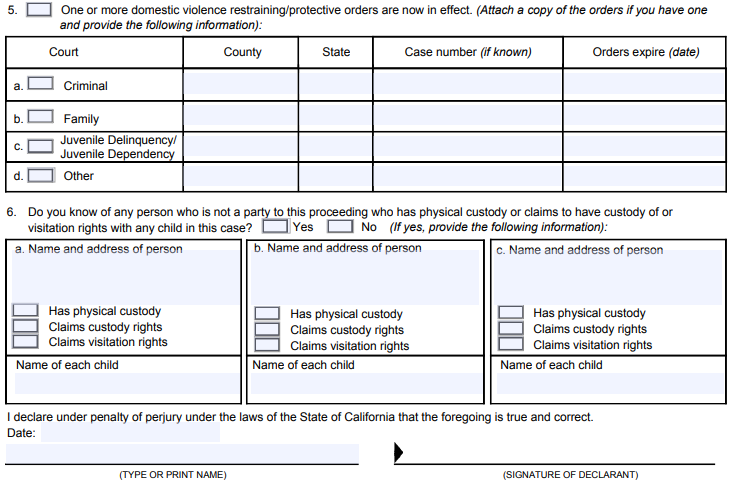 5. One or more domestic violence restraining/protective orders are now in effect. (Attach a copy of the orders if you have one
and provide the following information):
Court County State Case number (if known) Orders expire (date)
a. Criminal
b. Family
c. Juvenile Delinquency/
Juvenile Dependency
d. Other
6. Do you know of any person who is not a party to this proceeding who has physical custody or claims to have custody of or
visitation rights with any child in this case? Yes No (If yes, provide the following information):
a. Name and address of person
Has physical custody
Claims custody rights
Claims visitation rights
Name of each child
b. Name and address of person
Has physical custody
Claims custody rights
Claims visitation rights
Name of each child
c. Name and address of person
Has physical custody
Claims custody rights
Claims visitation rights
Name of each child
I declare under penalty of perjury under the laws of the State of California that the foregoing is true and correct.
Date:
(TYPE OR PRINT NAME) (SIGNATURE OF DECLARANT)